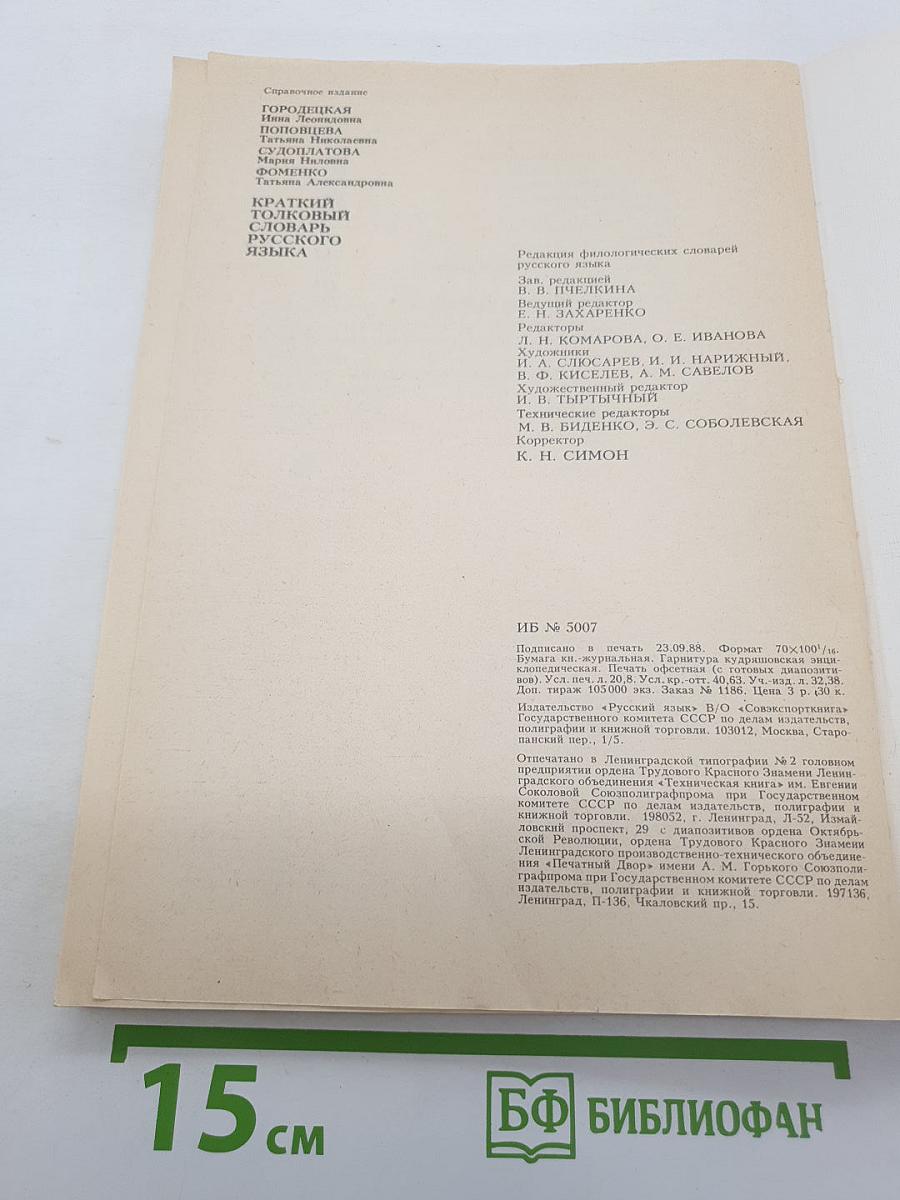 Справочное издание
ГОРОДЕЦКАЯ
Инна Леонидовна
ПОПОВЦЕВА
Татьяна Николаевна
СУДОПЛАТОВА
Мария Ниловна
ФОМЕНКО
Татьяна Александровна
КРАТКИЙ
ТОЛКОВЫЙ
СЛОВАРЬ
РУССКОГО
ЯЗЫКА
Редакция филологических словарей
русского языка
Зав. редакцией
В. В. ПЧЕЛКИНА
Ведущий редактор
Е. Н. ЗАХАРЕНКО
Редакторы
Л. Н. КОМАРОВА, О. Е. ИВАНОВА
Художники
И. А. СЛЮСАРЕВ, И. И. НАРИЖНЫЙ,
В. Ф. КИСЕЛЕВ, А. М. САВЕЛОВ
Художественный редактор
И. В. ТЫРТЫЧНЫЙ
Технические редакторы
М. В. БИДЕНКО, Э. С. СОБОЛЕВСКАЯ
Корректор
К. Н. СИМОН
ИБ № 5007
Подписано в печать 23.09.88. Формат 70×100¹/₁₆.
Бумага кн.-журнальная. Гарнитура кудряшовская энци-
клопедическая. Печать офсетная (с готовых диапозити-
вов). Усл. печ. л. 20,8. Усл. кр.-отт. 40,63. Уч.-изд. л. 32,38.
Доп. тираж 105 000 экз. Заказ № 1186. Цена 3 р. 30 к.
Издательство «Русский язык» В/О «Совэкспорткнига»
Государственного комитета СССР по делам издательств,
полиграфии и книжной торговли. 103012, Москва, Старо-
панский пер., 1/5.
Отпечатано в Ленинградской типографии № 2 головном
предприятии ордена Трудового Красного Знамени Ленин-
градского объединения «Техническая книга» им. Евгении
Соколовой Союзполиграфпрома при Государственном
комитете СССР по делам издательств, полиграфии и
книжной торговли. 198052, г. Ленинград, Л-52, Измай-
ловский проспект, 29 с диапозитивов ордена Октябрь-
ской Революции, ордена Трудового Красного Знамени
Ленинградского производственно-технического объедине-
ния «Печатный Двор» имени А. М. Горького Союзполи-
графпрома при Государственном комитете СССР по делам
издательств, полиграфии и книжной торговли. 197136,
Ленинград, П-136, Чкаловский пр., 15.
15 см
БФ БИБЛИОФАН